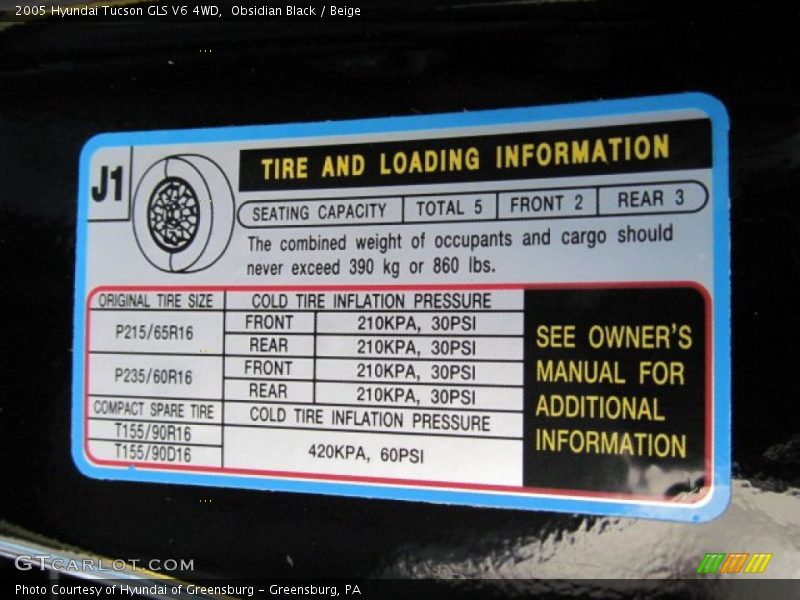 2005 Hyundai Tucson GLS V6 4WD,  Obsidian Black / Beige
J1
TIRE AND LOADING INFORMATION
SEATING CAPACITY TOTAL 5 FRONT 2 REAR 3
The combined weight of occupants and cargo should
never exceed 390 kg or 860 lbs.
ORIGINAL TIRE SIZE COLD TIRE INFLATION PRESSURE
P215/65R16
FRONT 210KPA, 30PSI
REAR 210KPA, 30PSI
P235/60R16
FRONT 210KPA, 30PSI
REAR 210KPA, 30PSI
COMPACT SPARE TIRE COLD TIRE INFLATION PRESSURE
T155/90R16
T155/90D16
420KPA, 60PSI
SEE OWNER'S
MANUAL FOR
ADDITIONAL
INFORMATION
GTCARLOT.COM
Photo Courtesy of Hyundai of Greensburg - Greensburg, PA